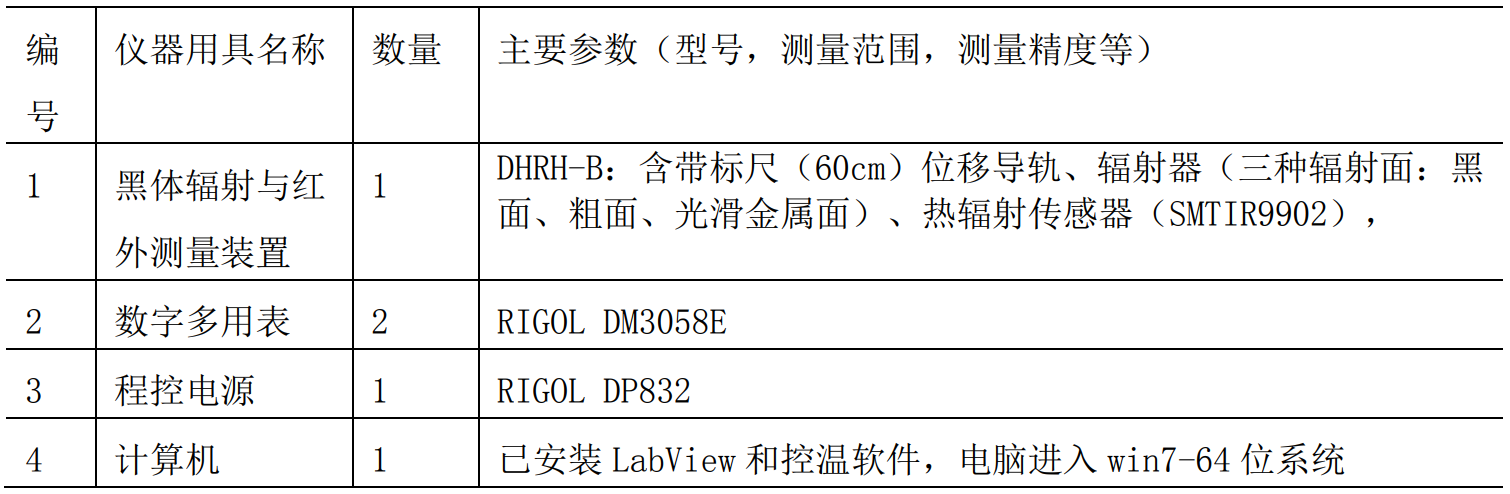 编号 仪器用具名称 数量 主要参数（型号，测量范围，测量精度等）
1 黑体辐射与红外测量装置 1 DHRH-B：含带标尺（60cm）位移导轨、辐射器（三种辐射面：黑面、粗面、光滑金属面）、热辐射传感器（SMTIR9902），
2 数字多用表 2 RIGOL DM3058E
3 程控电源 1 RIGOL DP832
4 计算机 1 已安装 LabView 和控温软件，电脑进入 win7-64 位系统